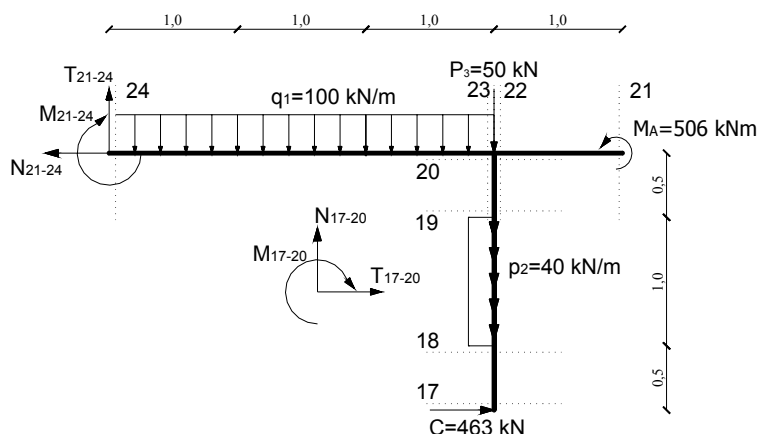 1,0 1,0 1,0 1,0
T21-24 24 P3=50 kN
q1=100 kN/m 23 22 21
M21-24 MA=506 kNm
N21-24 20 0,5
19
N17-20
M17-20 T17-20 p2=40 kN/m 1,0
18
17 0,5
C=463 kN